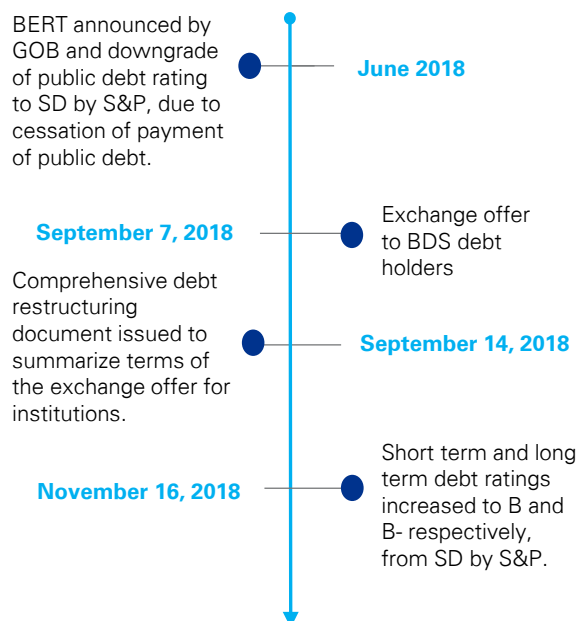 BERT announced by
GOB and downgrade
of public debt rating
to SD by S&P, due to
cessation of payment
of public debt.
June 2018
September 7, 2018
Exchange offer
to BDS debt
holders
Comprehensive debt
restructuring
document issued to
summarize terms of
the exchange offer for
institutions.
September 14, 2018
November 16, 2018
Short term and long
term debt ratings
increased to B and
B- respectively,
from SD by S&P.